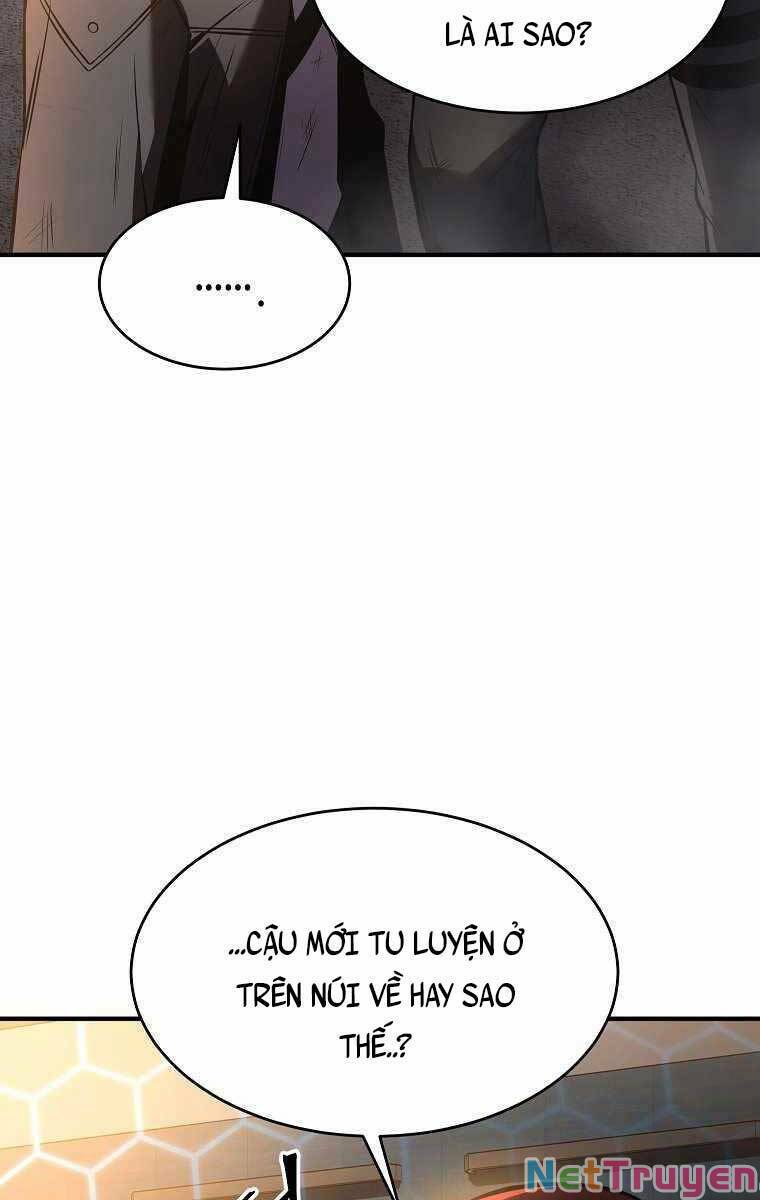 LÀ AI SAO?
.......
...CẬU MỚI TU LUYỆN Ở
TRÊN NÚI VỀ HAY SAO
THẾ..?
NetTruyen